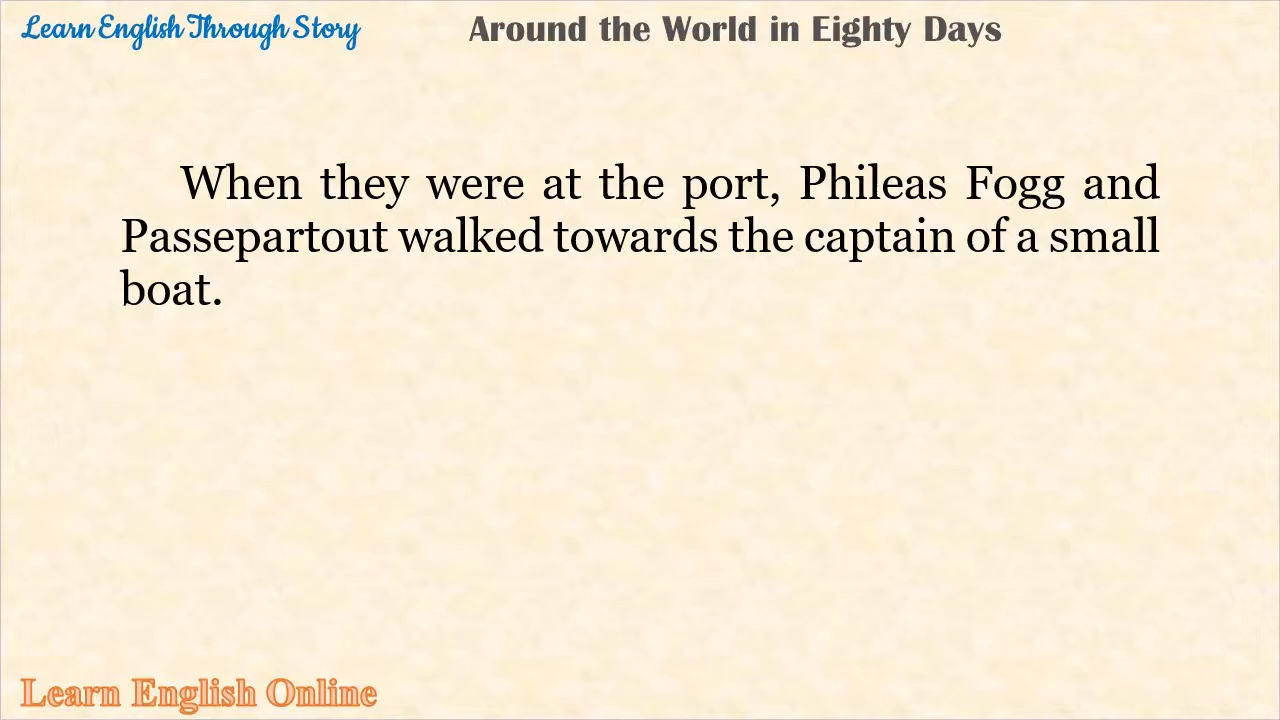 Learn English Through Story
Around the World in Eighty Days
When they were at the port, Phileas Fogg and
Passepartout walked towards the captain of a small
boat.
Learn English Online